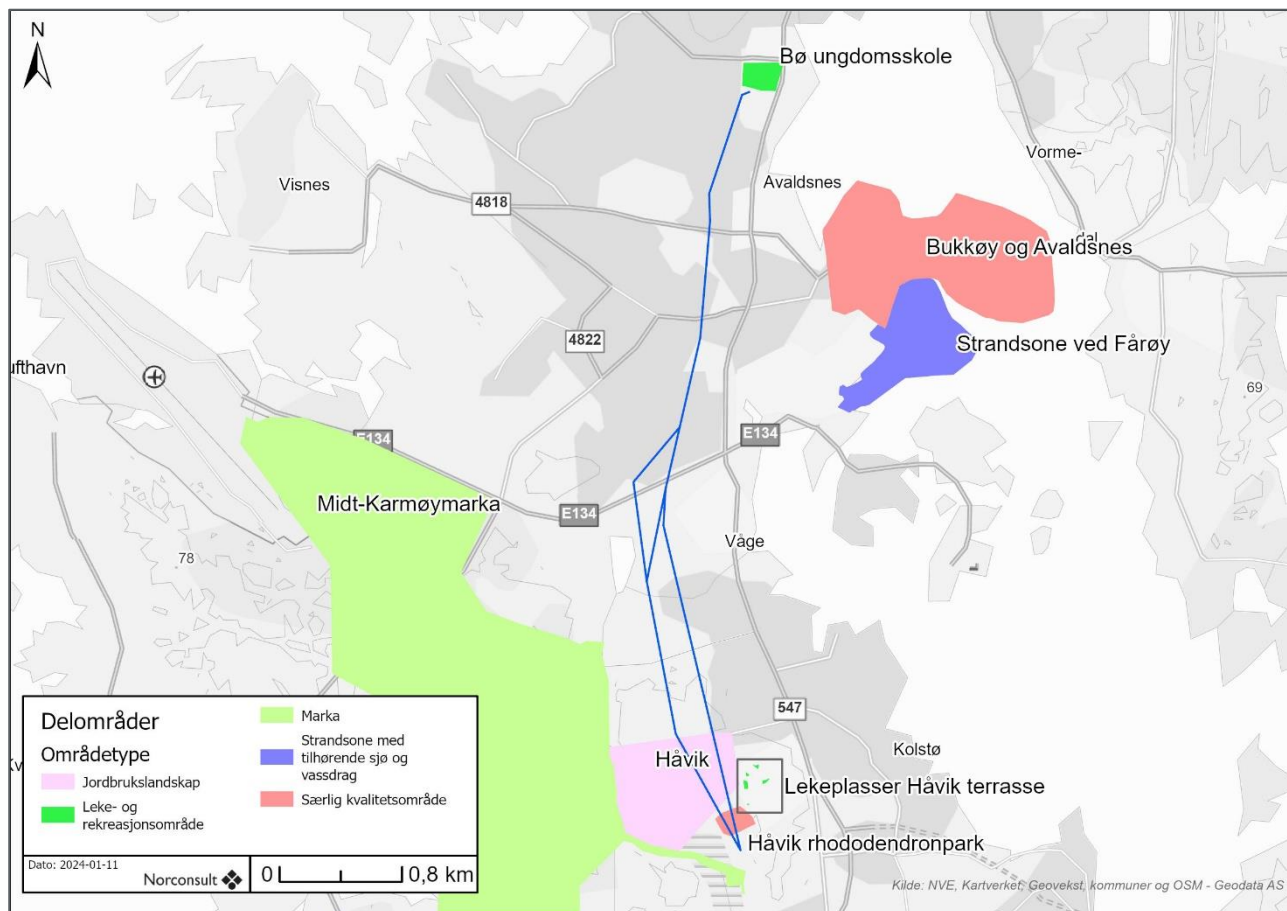 N
Bø ungdomsskole
Vorme-
dal
Visnes
Avaldsnes
4818
Bukkøy og Avaldsnes
4822
Strandsone ved Fårøy
ufthavn
69
E134
E134
Midt-Karmøymarka
E134
Våge
78
547
Kolstø
Håvik
Lekeplasser Håvik terrasse
Håvik rhododendronpark
Kv
Delområder
Områdetype
Jordbrukslandskap
Leke- og
rekreasjonsområde
Marka
Strandsone med
tilhørende sjø og
vassdrag
Særlig kvalitetsområde
Dato: 2024-01-11
Norconsult
0 0,8 km
Kilde: NVE, Kartverket, Geovekst, kommuner og OSM - Geodata AS